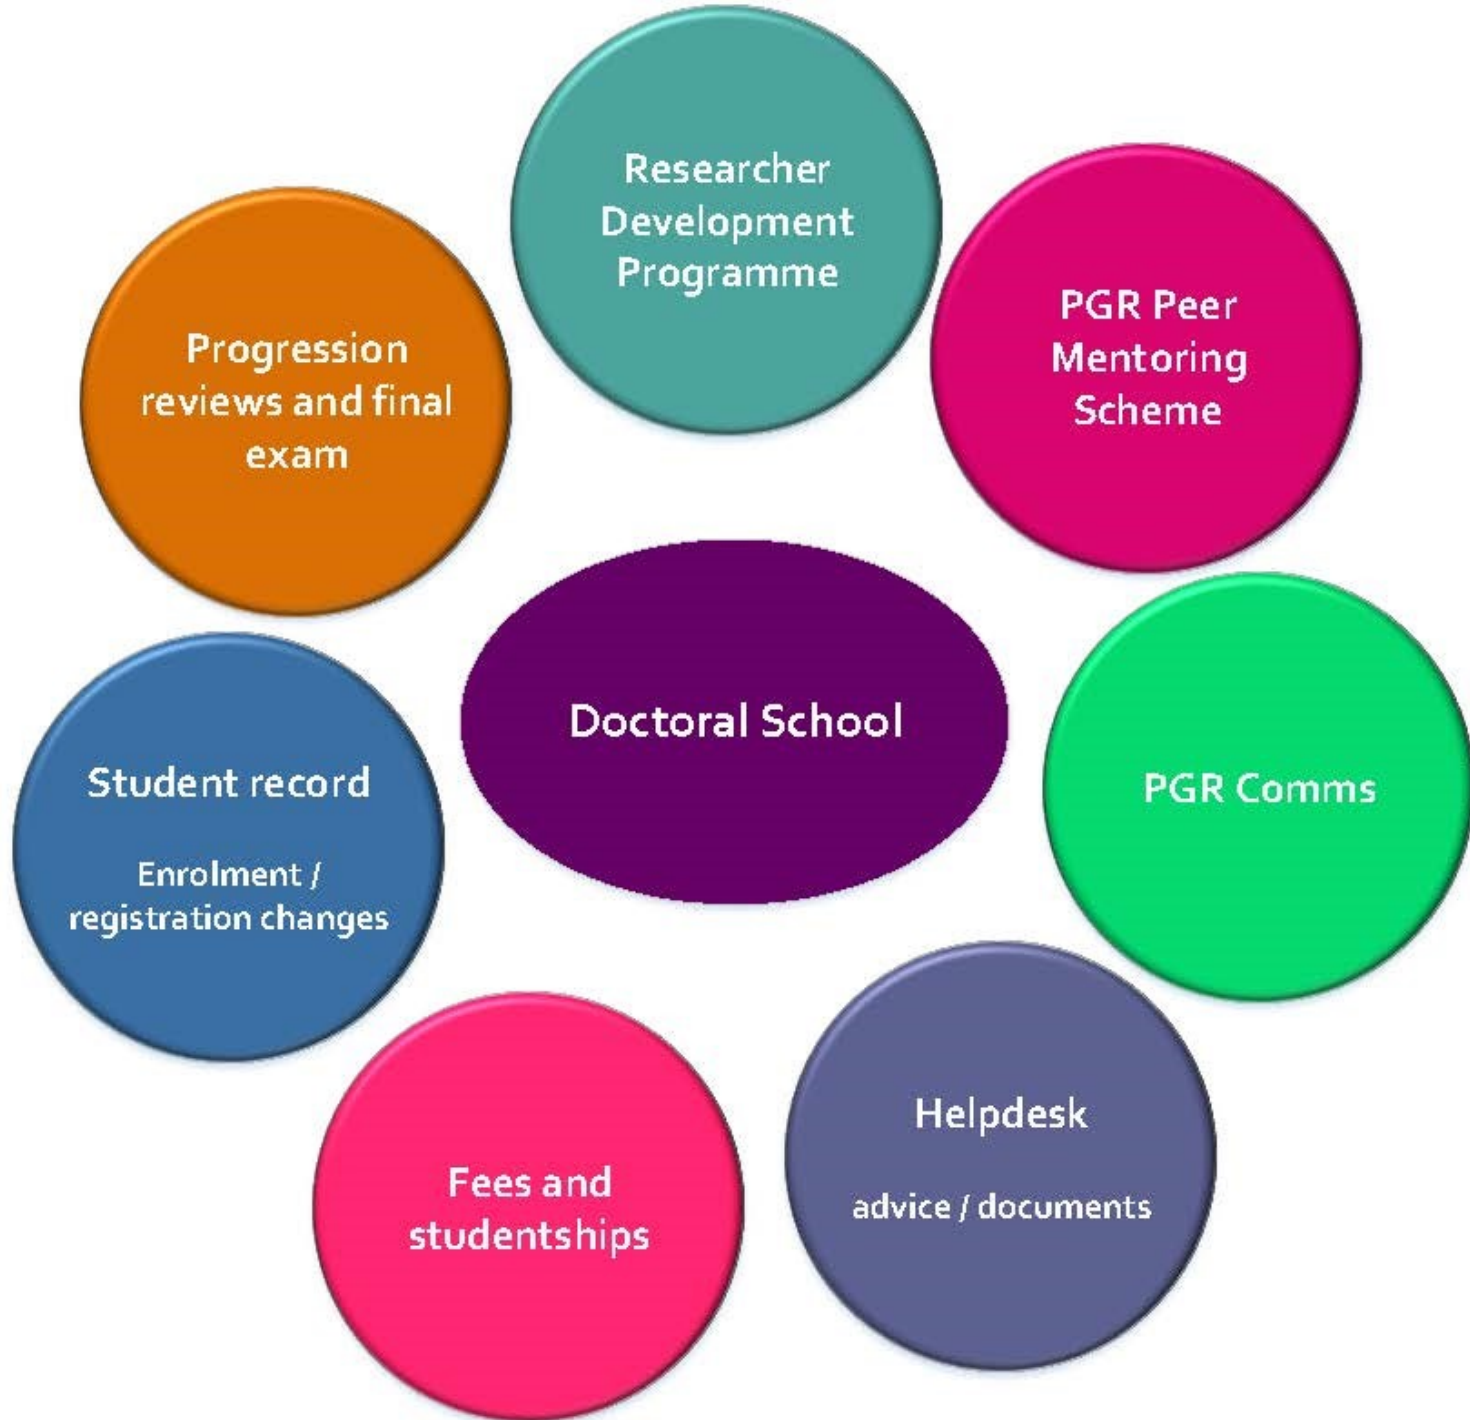 Researcher
Development
Programme
PGR Peer
Mentoring
Scheme
Progression
reviews and final
exam
Doctoral School
PGR Comms
Student record
Enrolment /
registration changes
Helpdesk
advice / documents
Fees and
studentships